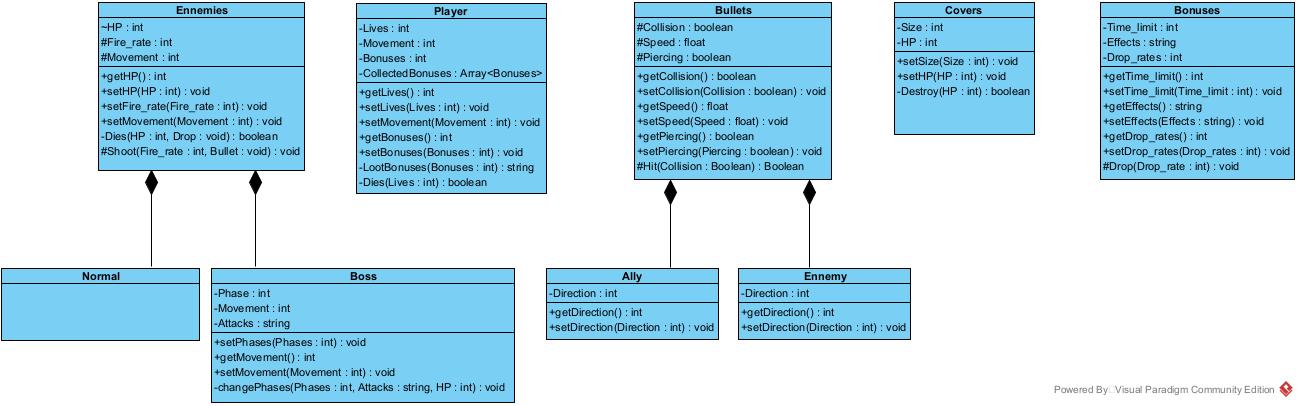 Ennemies
~HP : int
#Fire_rate : int
#Movement : int
+getHP() : int
+setHP(HP : int) : void
+setFire_rate(Fire_rate : int) : void
+setMovement(Movement : int) : void
-Dies(HP : int, Drop : void) : boolean
#Shoot(Fire_rate : int, Bullet : void) : void
Player
-Lives : int
-Movement : int
-Bonuses : int
-CollectedBonuses : Array<Bonuses>
+getLives() : int
+setLives(Lives : int) : void
+setMovement(Movement : int) : void
+getBonuses() : int
+setBonuses(Bonuses : int) : void
-LootBonuses(Bonuses : int) : string
-Dies(Lives : int) : boolean
Bullets
#Collision : boolean
#Speed : float
#Piercing : boolean
+getCollision() : boolean
+setCollision(Collision : boolean) : void
+getSpeed() : float
+setSpeed(Speed : float) : void
+getPiercing() : boolean
+setPiercing(Piercing : boolean) : void
#Hit(Collision : Boolean) : Boolean
Covers
-Size : int
-HP : int
+setSize(Size : int) : void
+setHP(HP : int) : void
-Destroy(HP : int) : boolean
Bonuses
-Time_limit : int
-Effects : string
-Drop_rates : int
+getTime_limit() : int
+setTime_limit(Time_limit : int) : void
+getEffects() : string
+setEffects(Effects : string) : void
+getDrop_rates() : int
+setDrop_rates(Drop_rates : int) : void
#Drop(Drop_rate : int) : void
Normal
Boss
-Phase : int
-Movement : int
-Attacks : string
+setPhases(Phases : int) : void
+getMovement() : int
+setMovement(Movement : int) : void
-changePhases(Phases : int, Attacks : string, HP : int) : void
Ally
-Direction : int
+getDirection() : int
+setDirection(Direction : int) : void
Ennemy
-Direction : int
+getDirection() : int
+setDirection(Direction : int) : void
Powered By Visual Paradigm Community Edition